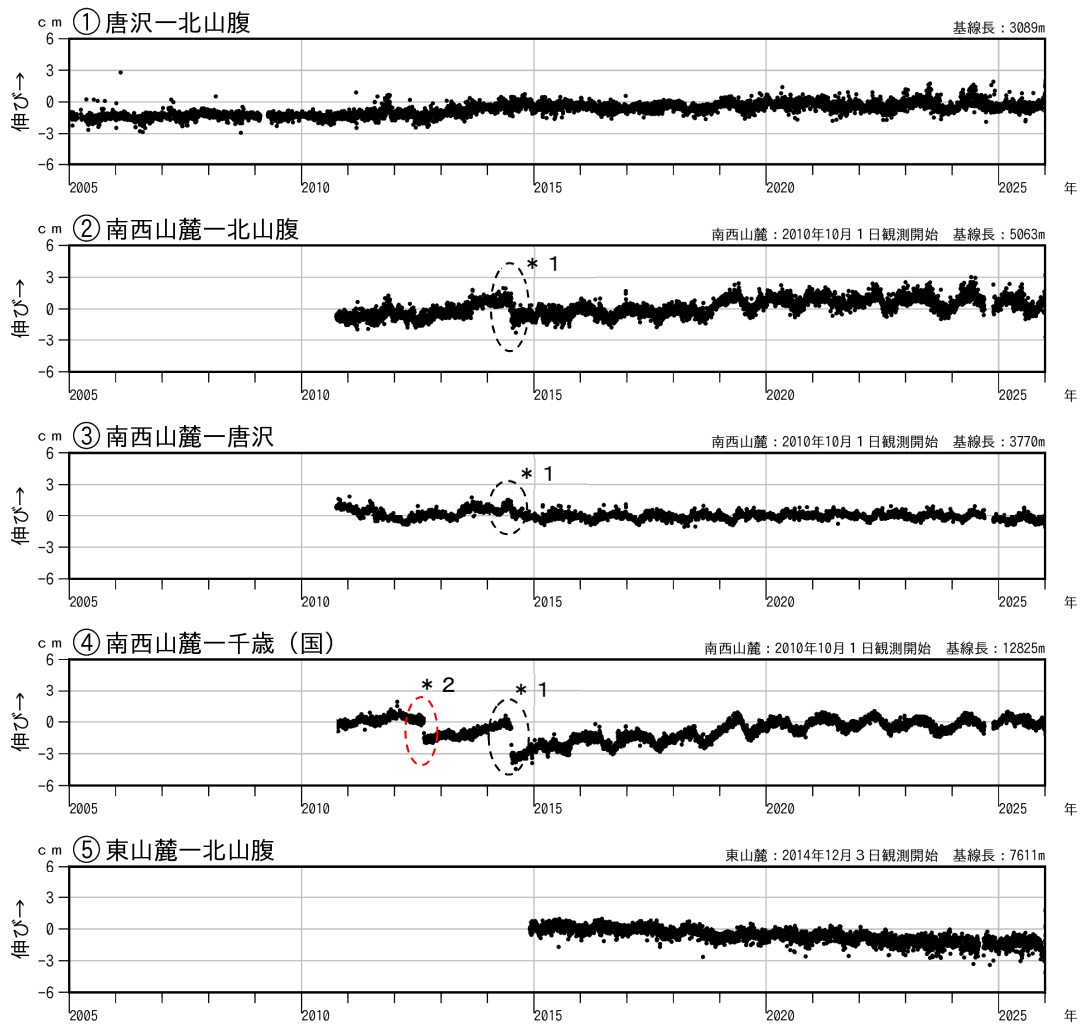 cm ①唐沢ー北山腹 基線長：3089m
6
3
0
-3
-6
伸び→
2005 2010 2015 2020 2025 年
cm ②南西山麓ー北山腹 南西山麓：2010年10月1日観測開始 基線長：5063m
6
3
0
-3
-6
伸び→
＊1
2005 2010 2015 2020 2025 年
cm ③南西山麓ー唐沢 南西山麓：2010年10月1日観測開始 基線長：3770m
6
3
0
-3
-6
伸び→
＊1
2005 2010 2015 2020 2025 年
cm ④南西山麓ー千歳（国） 南西山麓：2010年10月1日観測開始 基線長：12825m
6
3
0
-3
-6
伸び→
＊2 ＊1
2005 2010 2015 2020 2025 年
cm ⑤東山麓ー北山腹 東山麓：2014年12月3日観測開始 基線長：7611m
6
3
0
-3
-6
伸び→
2005 2010 2015 2020 2025 年